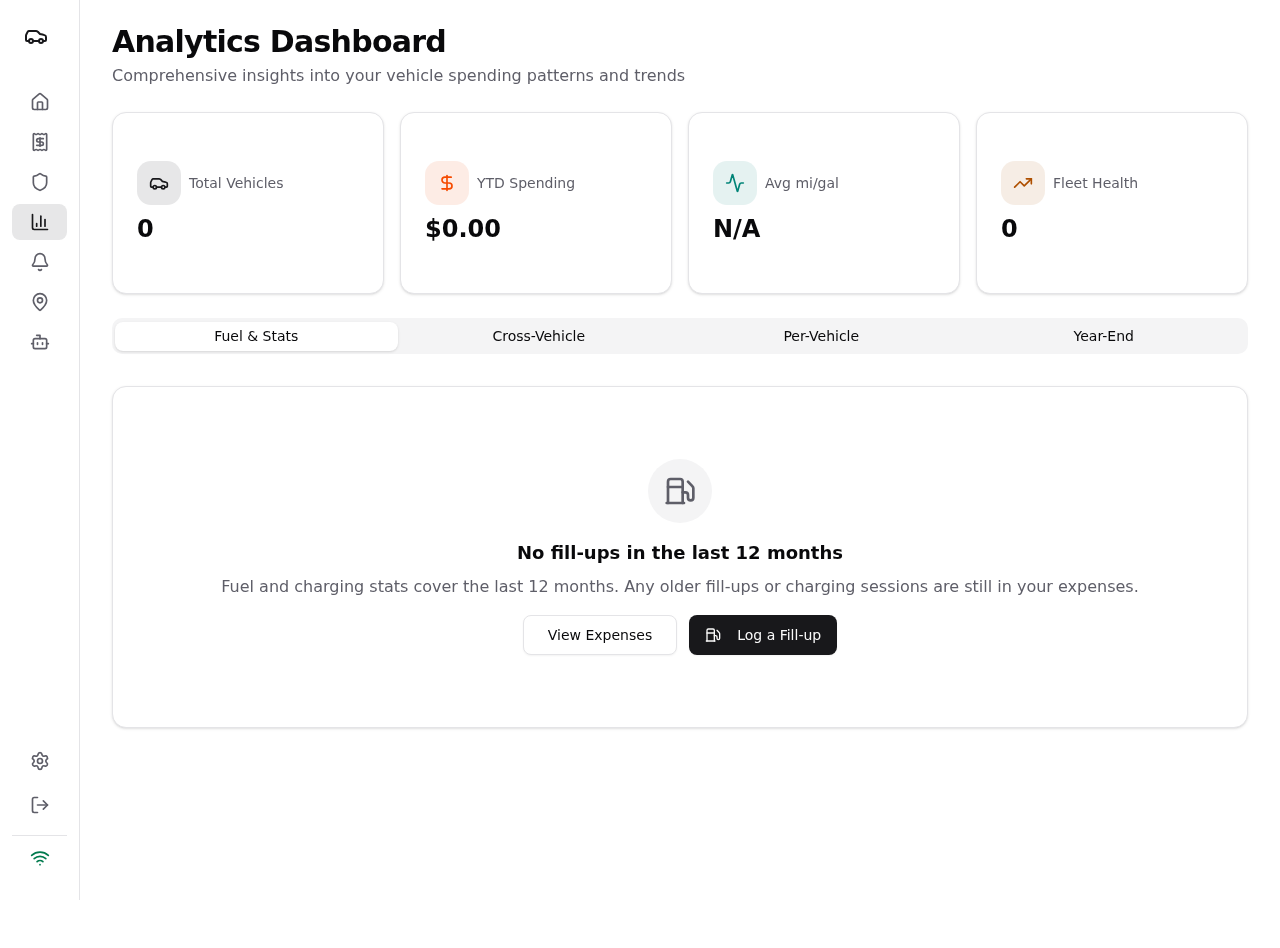 Analytics Dashboard
Comprehensive insights into your vehicle spending patterns and trends
Total Vehicles
0
YTD Spending
$0.00
Avg mi/gal
N/A
Fleet Health
0
Fuel & Stats
Cross-Vehicle
Per-Vehicle
Year-End
No fill-ups in the last 12 months
Fuel and charging stats cover the last 12 months. Any older fill-ups or charging sessions are still in your expenses.
View Expenses
Log a Fill-up